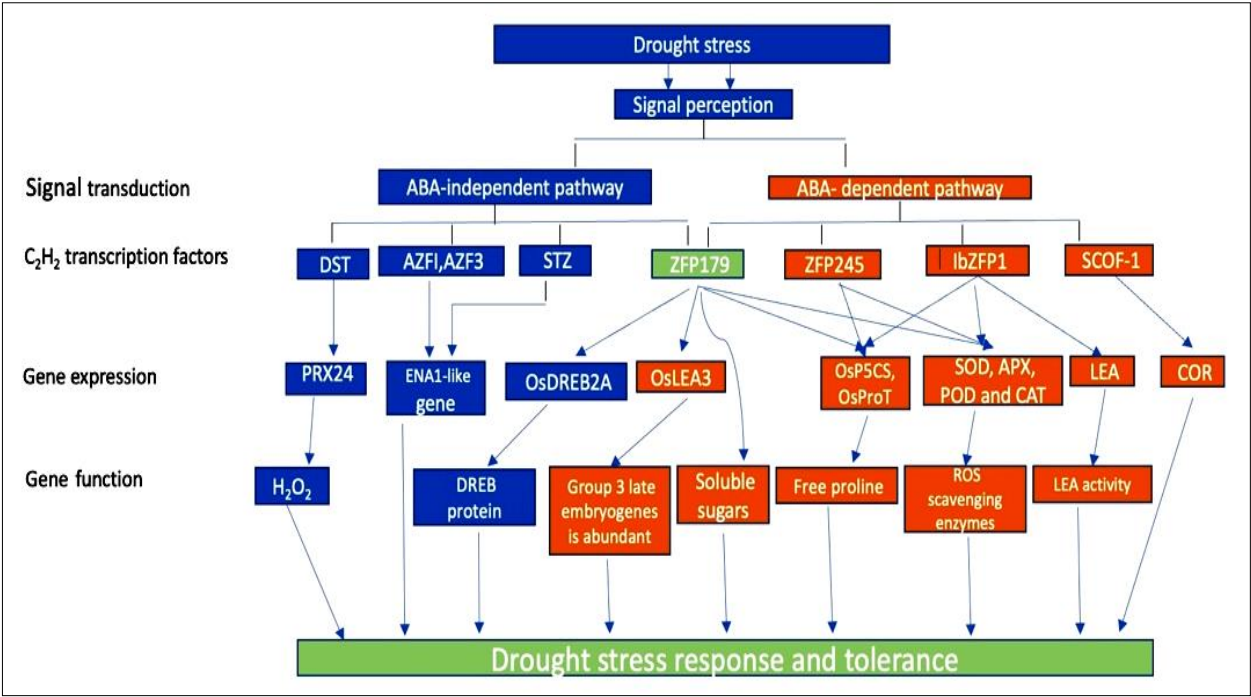 Drought stress
Signal perception
Signal transduction
ABA-independent pathway
ABA- dependent pathway
C₂H₂ transcription factors
DST
AZFI,AZF3
STZ
ZFP179
ZFP245
IbZFP1
SCOF-1
Gene expression
PRX24
ENA1-like
gene
OsDREB2A
OsLEA3
OsP5CS,
OsProT
SOD, APX,
POD and CAT
LEA
COR
Gene function
H₂O₂
DREB
protein
Group 3 late
embryogenes
is abundant
Soluble
sugars
Free proline
ROS
scavenging
enzymes
LEA activity
Drought stress response and tolerance